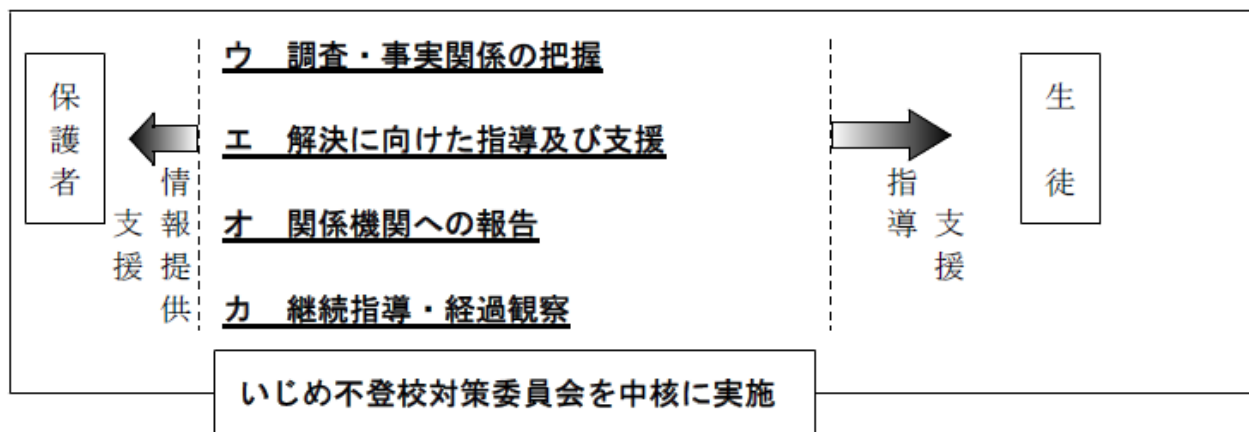 保護者
情報提供
支援
ウ　調査・事実関係の把握
エ　解決に向けた指導及び支援
オ　関係機関への報告
カ　継続指導・経過観察
支援
指導
生徒
いじめ不登校対策委員会を中核に実施